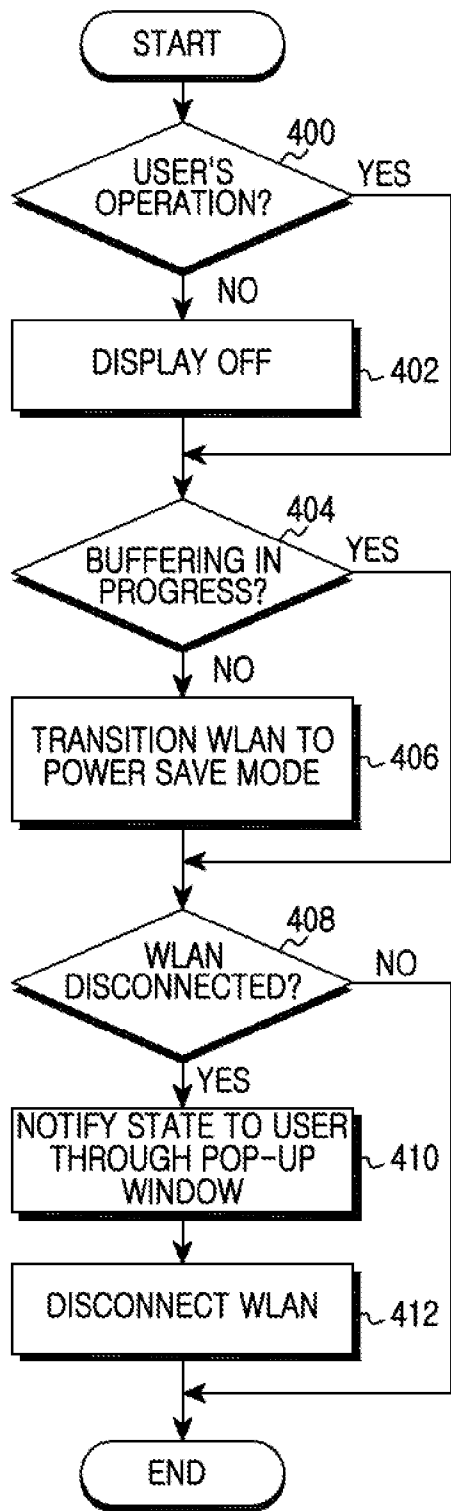 START
400
USER'S
OPERATION?
YES
NO
DISPLAY OFF
402
404
BUFFERING IN
PROGRESS?
YES
NO
TRANSITION WLAN TO
POWER SAVE MODE
406
408
WLAN
DISCONNECTED?
NO
YES
NOTIFY STATE TO USER
THROUGH POP-UP
WINDOW
410
DISCONNECT WLAN
412
END